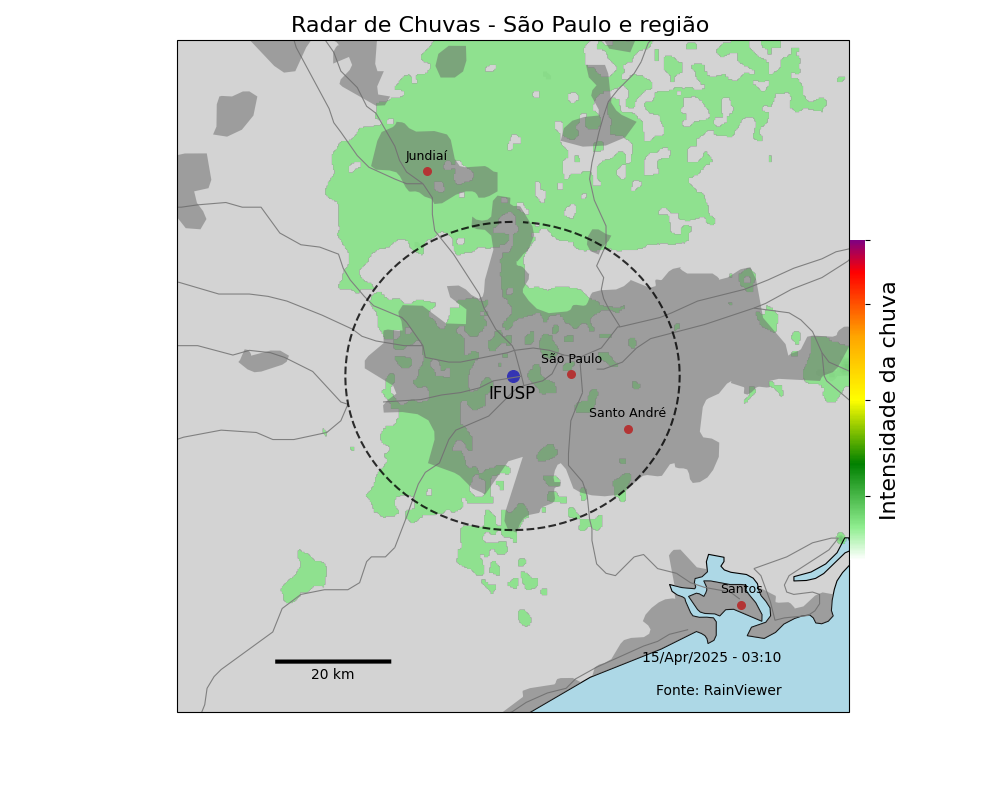 Radar de Chuvas - São Paulo e região
Jundiaí
São Paulo
IFUSP
Santo André
Intensidade da chuva
Santos
15/Apr/2025 - 03:10
20 km
Fonte: RainViewer